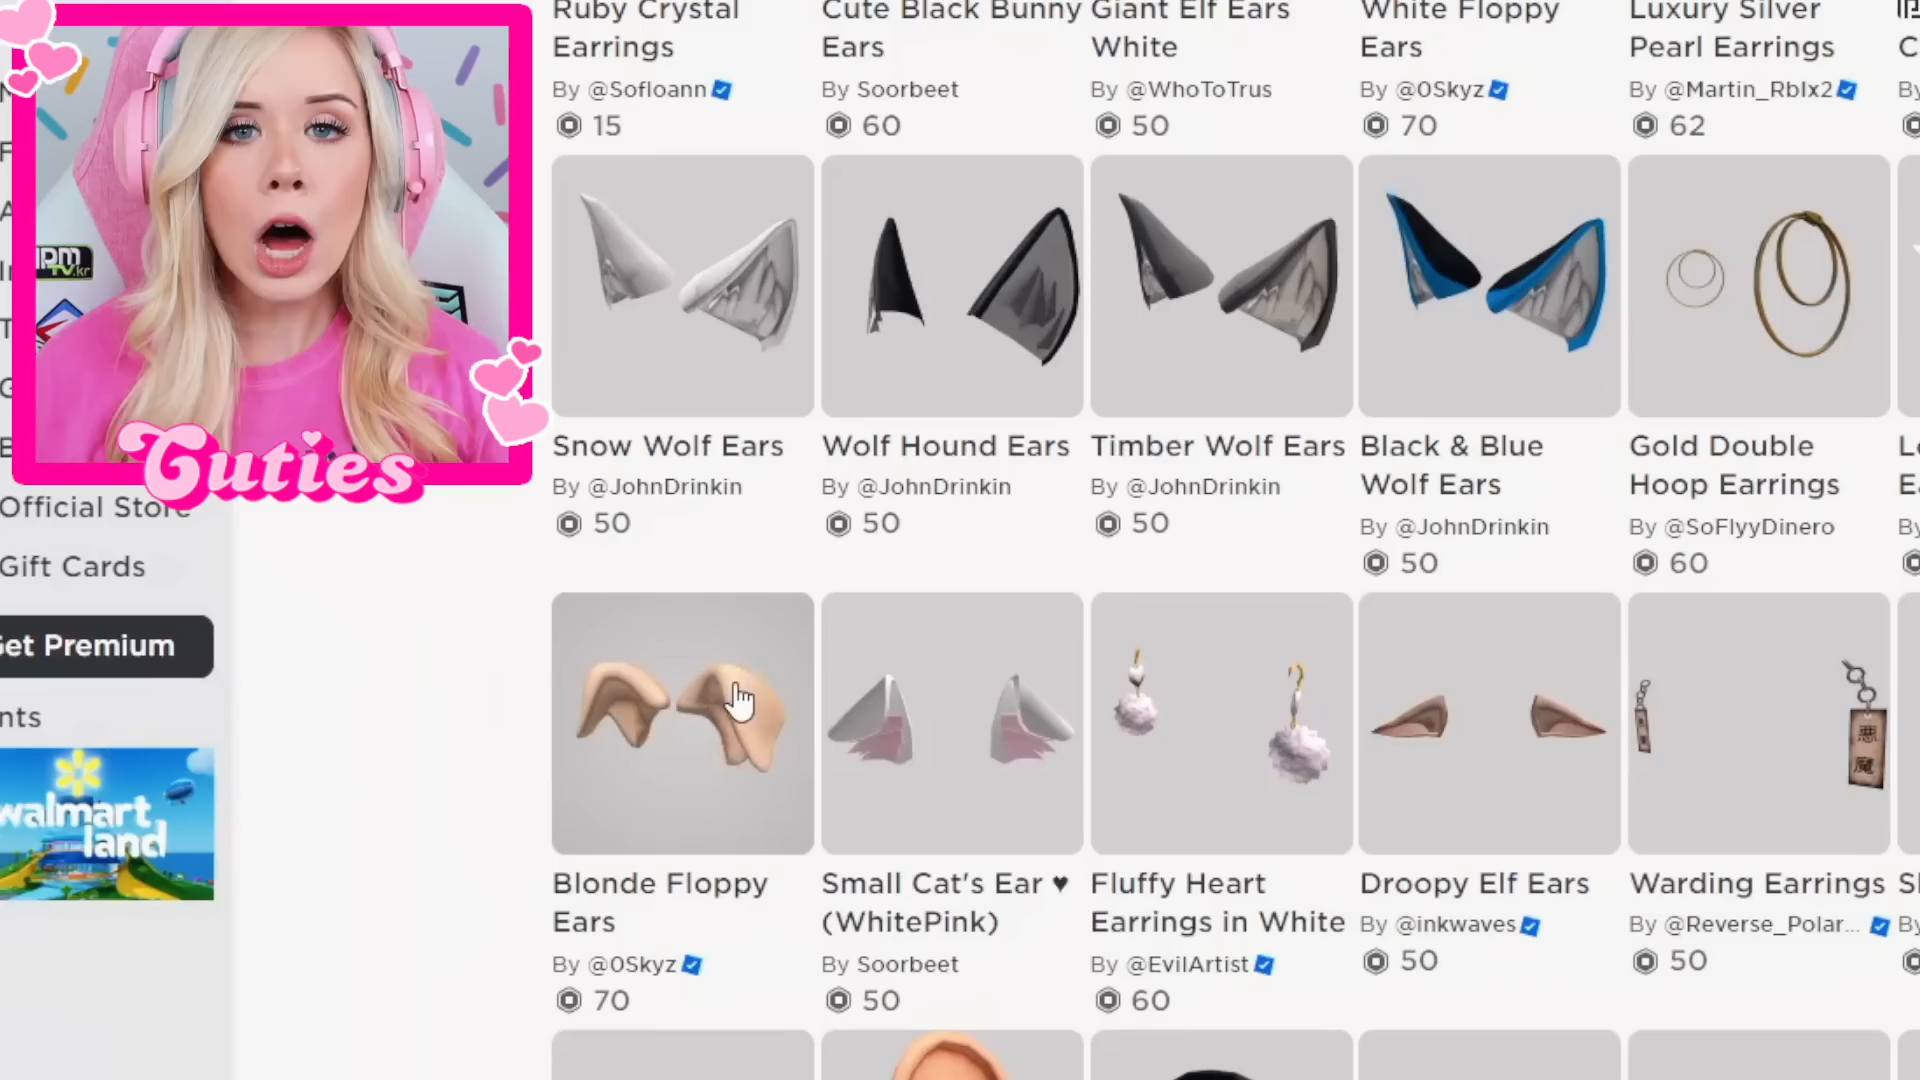 Ruby Crystal
Earrings
By @Sofloann
15
Cute Black Bunny
Ears
By Soorbeet
60
Giant Elf Ears
White
By @WhoToTrus
50
White Floppy
Ears
By @0Skyz
70
Luxury Silver
Pearl Earrings
By @Martin_Rblx2
62
Snow Wolf Ears
By @JohnDrinkin
50
Wolf Hound Ears
By @JohnDrinkin
50
Timber Wolf Ears
By @JohnDrinkin
50
Black & Blue
Wolf Ears
By @JohnDrinkin
50
Gold Double
Hoop Earrings
By @SoFlyyDinero
60
Cuties
Official Store
Gift Cards
Get Premium
nts
walmart
land
悪
魔
Blonde Floppy
Ears
By @0Skyz
70
Small Cat's Ear ♥
(WhitePink)
By Soorbeet
50
Fluffy Heart
Earrings in White
By @EvilArtist
60
Droopy Elf Ears
By @inkwaves
50
Warding Earrings
By @Reverse_Polar...
50